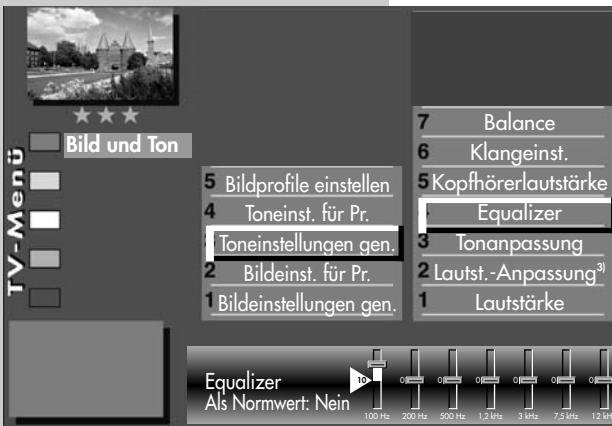 TV-Menü
Bild und Ton
5 Bildprofile einstellen
4 Toneinst. für Pr.
3 Toneinstellungen gen.
2 Bildeinst. für Pr.
1 Bildeinstellungen gen.
7 Balance
6 Klangeinst.
5 Kopfhörerlautstärke
4 Equalizer
3 Tonanpassung
2 Lautst.-Anpassung³⁾
1 Lautstärke
Equalizer
Als Normwert: Nein
10 0 0 0 0 0 0
100 Hz 200 Hz 500 Hz 1,2 kHz 3 kHz 7,5 kHz 12 kH